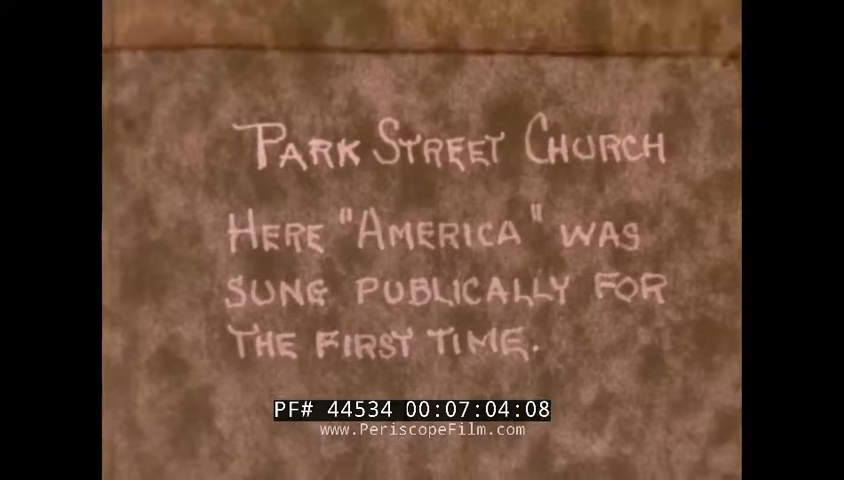 PARK STREET CHURCH
HERE "AMERICA" WAS
SUNG PUBLICALLY FOR
THE FIRST TIME.
PF# 44534 00:07:04:08
www.PeriscopeFilm.com